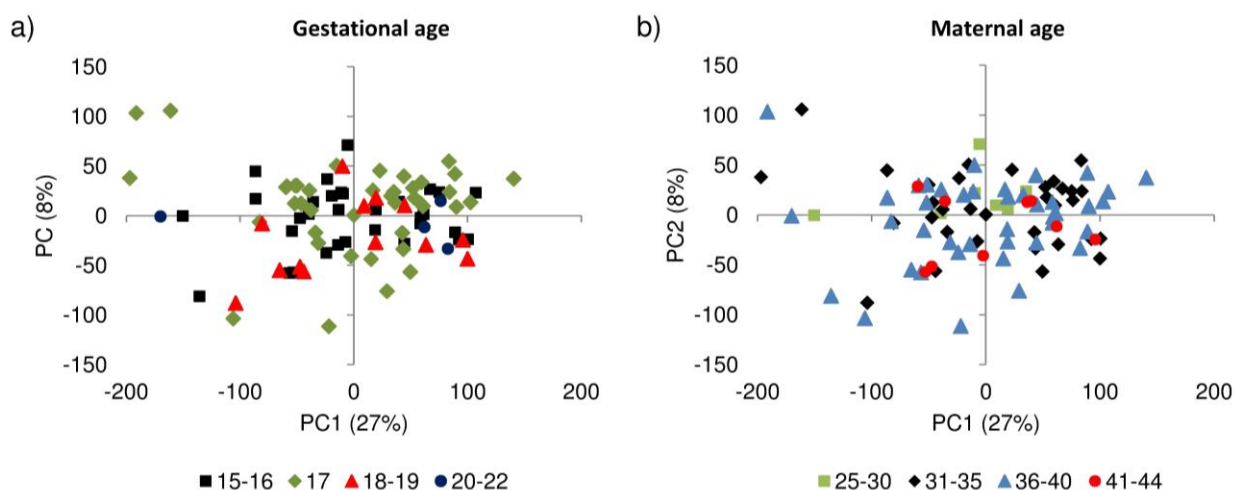 a)
Gestational age
PC (8%)
150
100
50
0
-50
-100
-150
-200 -100 0 100 200
PC1 (27%)
15-16 17 18-19 20-22
b)
Maternal age
PC2 (8%)
150
100
50
0
-50
-100
-150
-200 -100 0 100 200
PC1 (27%)
25-30 31-35 36-40 41-44